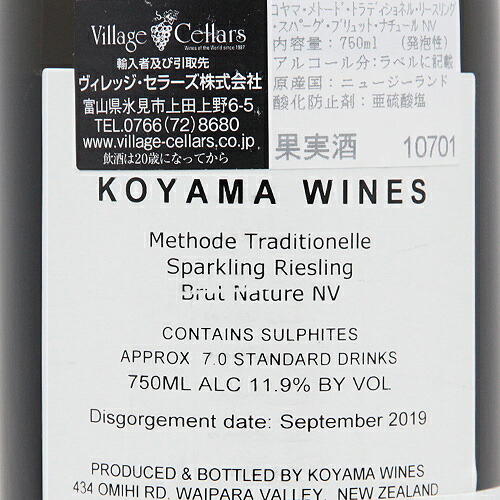 Village Cellars
Wines of the World since 1987
輸入者及び引取先
ヴィレッジ・セラーズ株式会社
富山県氷見市上田上野6-5
TEL.0766(72)8680
www.village-cellars.co.jp
飲酒は20歳になってから
コヤマ・メトード・トラディショネル・リースリング
・スパーグ・ブリュット・ナチュール NV
内容量:750ml (発泡性)
アルコール分:ラベルに記載
原産国:ニュージーランド
酸化防止剤:亜硫酸塩
果実酒 10701
KOYAMA WINES
Methode Traditionelle
Sparkling Riesling
Brut Nature NV
CONTAINS SULPHITES
APPROX 7.0 STANDARD DRINKS
750ML ALC 11.9% BY VOL
Disgorgement date: September 2019
PRODUCED & BOTTLED BY KOYAMA WINES
434 OMIHI RD, WAIPARA VALLEY, NEW ZEALAND